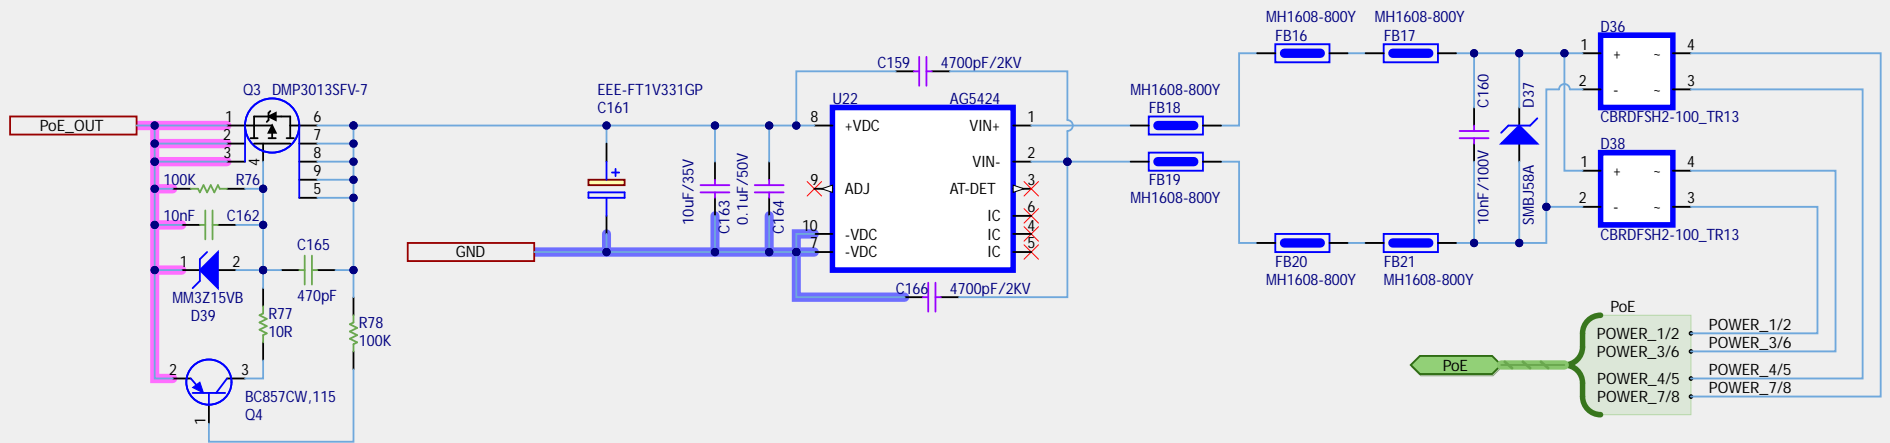 PoE_OUT
Q3 DMP3013SFV-7
1
2
3
4
6
7
8
9
5
100K
R76
10nF
C162
1
2
MM3Z15VB
D39
C165
470pF
R77
10R
R78
100K
2
3
1
BC857CW,115
Q4
GND
EEE-FT1V331GP
C161
+
10uF/35V
C163
0.1uF/50V
C164
C159
4700pF/2KV
U22
AG5424
8
+VDC
9
ADJ
10
-VDC
7
-VDC
VIN+
1
VIN-
2
AT-DET
3
IC
6
IC
4
IC
5
C166
4700pF/2KV
MH1608-800Y
FB18
FB19
MH1608-800Y
MH1608-800Y
FB16
MH1608-800Y
FB17
FB20
MH1608-800Y
FB21
MH1608-800Y
C160
10nF/100V
D37
SMBJ58A
D36
1
+
~
4
2
-
~
3
CBRDFSH2-100_TR13
D38
1
+
~
4
2
-
~
3
CBRDFSH2-100_TR13
PoE
PoE
POWER_1/2
POWER_3/6
POWER_4/5
POWER_7/8
POWER_1/2
POWER_3/6
POWER_4/5
POWER_7/8